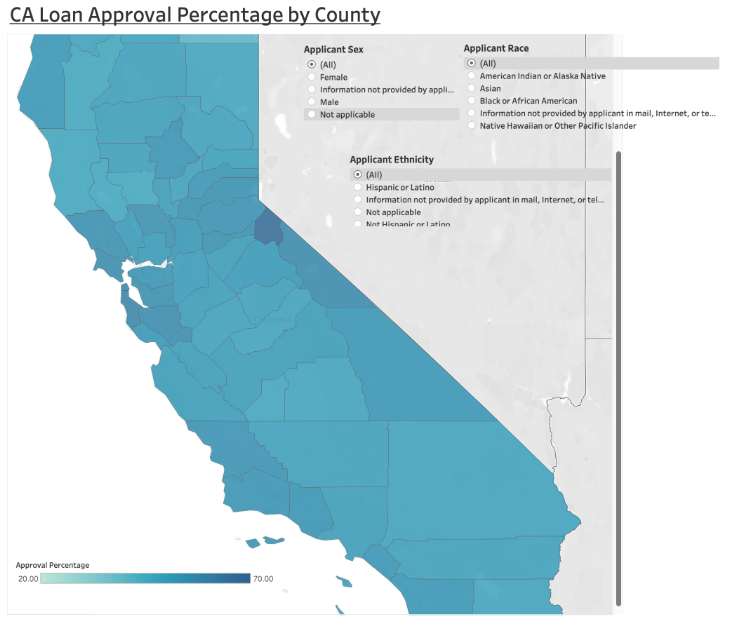 CA Loan Approval Percentage by County
Applicant Sex
(All)
Female
Information not provided by appli...
Male
Not applicable
Applicant Race
(All)
American Indian or Alaska Native
Asian
Black or African American
Information not provided by applicant in mail, Internet, or te...
Native Hawaiian or Other Pacific Islander
Applicant Ethnicity
(All)
Hispanic or Latino
Information not provided by applicant in mail, Internet, or tel...
Not applicable
Not Hispanic or Latino
California
Approval Percentage
20.00 70.00